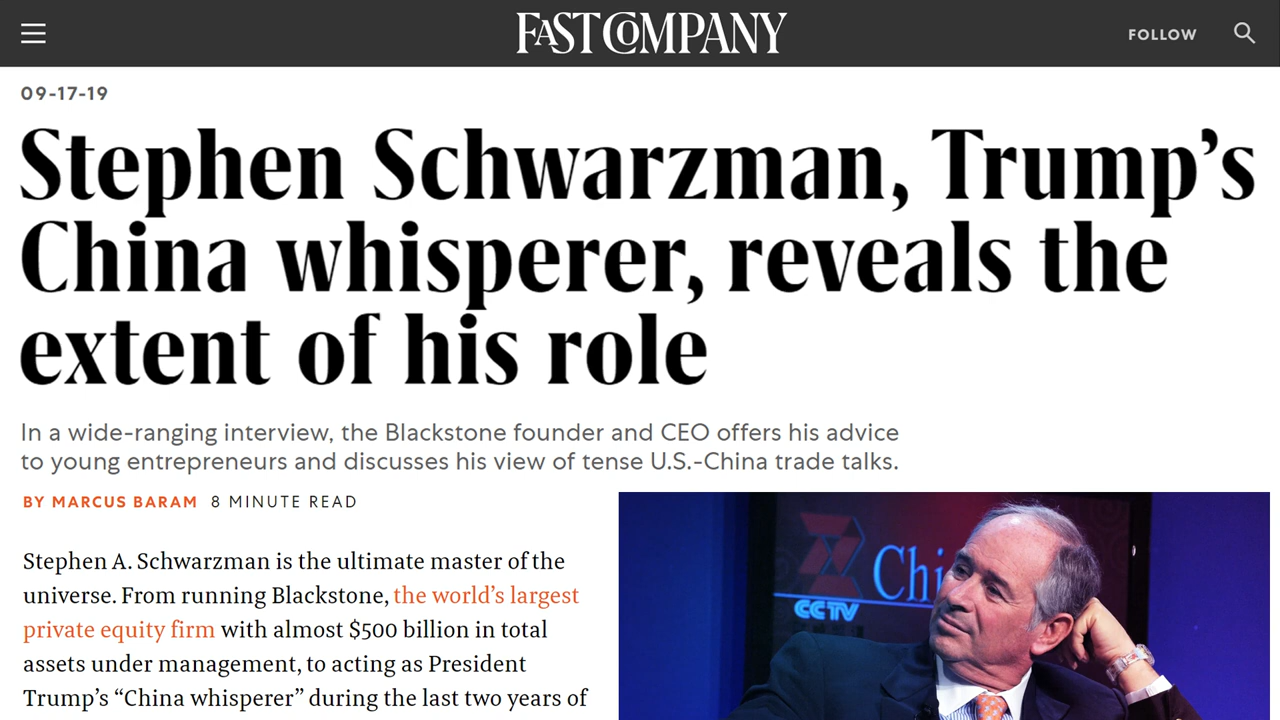 FAST COMPANY
FOLLOW
09-17-19
Stephen Schwarzman, Trump’s
China whisperer, reveals the
extent of his role
In a wide-ranging interview, the Blackstone founder and CEO offers his advice
to young entrepreneurs and discusses his view of tense U.S.-China trade talks.
BY MARCUS BARAM 8 MINUTE READ
Stephen A. Schwarzman is the ultimate master of the
universe. From running Blackstone, the world’s largest
private equity firm with almost $500 billion in total
assets under management, to acting as President
Trump’s “China whisperer” during the last two years of
Chi
CCTV